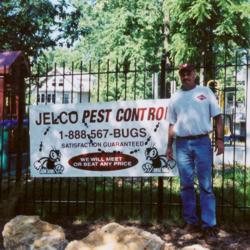 JELCO PEST CONTROL
1-888-567-BUGS
SATISFACTION GUARANTEED
WE WILL MEET
OR BEAT ANY PRICE